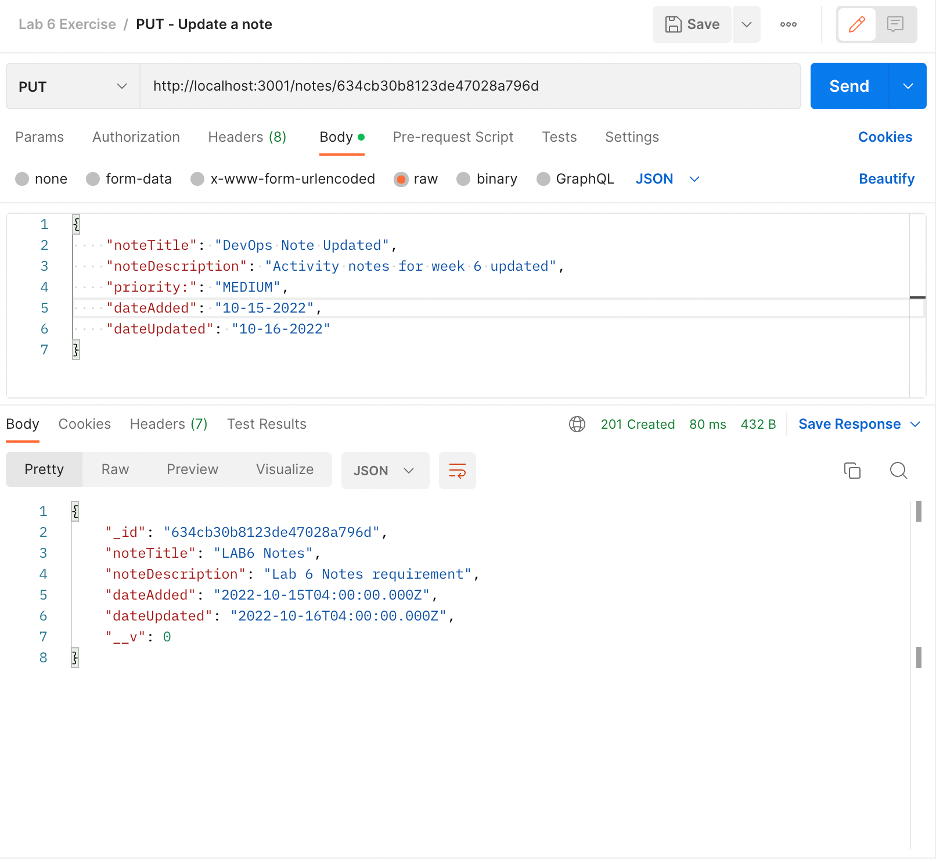 Lab 6 Exercise / PUT - Update a note Save ooo
PUT http://localhost:3001/notes/634cb30b8123de47028a796d Send
Params Authorization Headers (8) Body Pre-request Script Tests Settings Cookies
none form-data x-www-form-urlencoded raw binary GraphQL JSON Beautify
1 {
2 "noteTitle": "DevOps Note Updated",
3 "noteDescription": "Activity notes for week 6 updated",
4 "priority:": "MEDIUM",
5 "dateAdded": "10-15-2022",
6 "dateUpdated": "10-16-2022"
7 }
Body Cookies Headers (7) Test Results 201 Created 80 ms 432 B Save Response
Pretty Raw Preview Visualize JSON
1 {
2 "_id": "634cb30b8123de47028a796d",
3 "noteTitle": "LAB6 Notes",
4 "noteDescription": "Lab 6 Notes requirement",
5 "dateAdded": "2022-10-15T04:00:00.000Z",
6 "dateUpdated": "2022-10-16T04:00:00.000Z",
7 "__v": 0
8 }